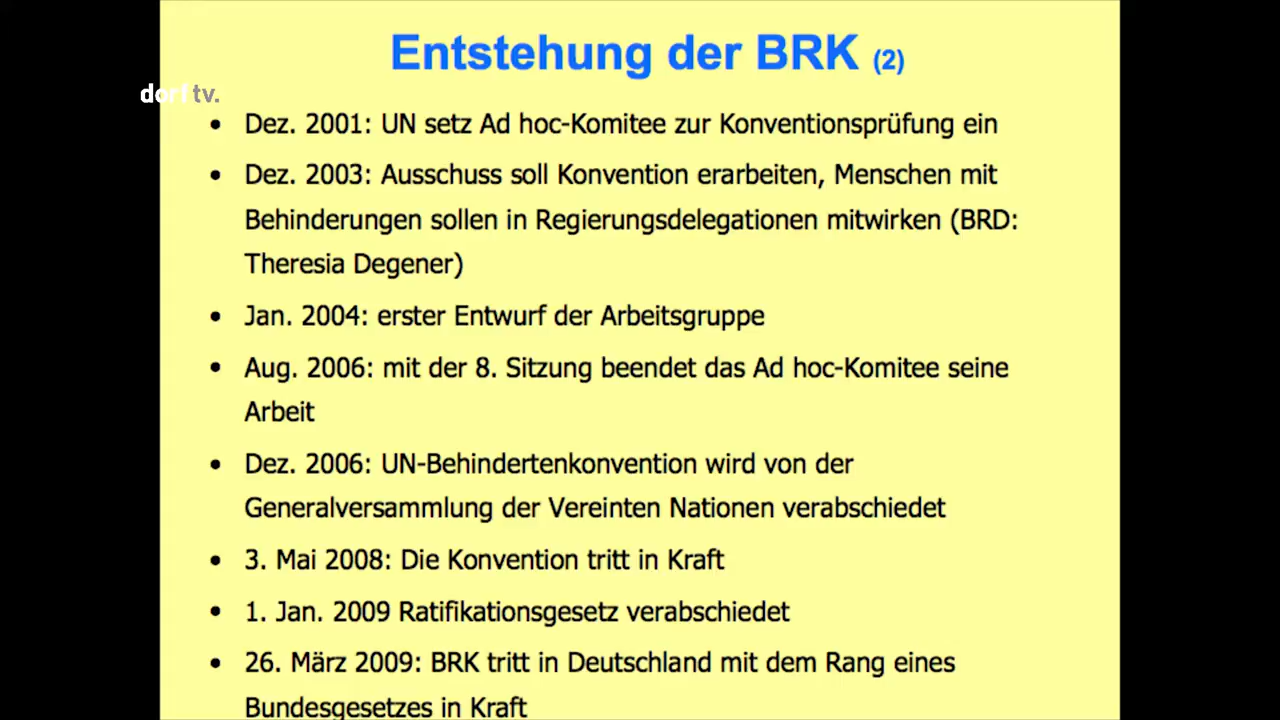 Entstehung der BRK (2)
dorf tv.
• Dez. 2001: UN setz Ad hoc-Komitee zur Konventionsprüfung ein
• Dez. 2003: Ausschuss soll Konvention erarbeiten, Menschen mit
Behinderungen sollen in Regierungsdelegationen mitwirken (BRD:
Theresia Degener)
• Jan. 2004: erster Entwurf der Arbeitsgruppe
• Aug. 2006: mit der 8. Sitzung beendet das Ad hoc-Komitee seine
Arbeit
• Dez. 2006: UN-Behindertenkonvention wird von der
Generalversammlung der Vereinten Nationen verabschiedet
• 3. Mai 2008: Die Konvention tritt in Kraft
• 1. Jan. 2009 Ratifikationsgesetz verabschiedet
• 26. März 2009: BRK tritt in Deutschland mit dem Rang eines
Bundesgesetzes in Kraft